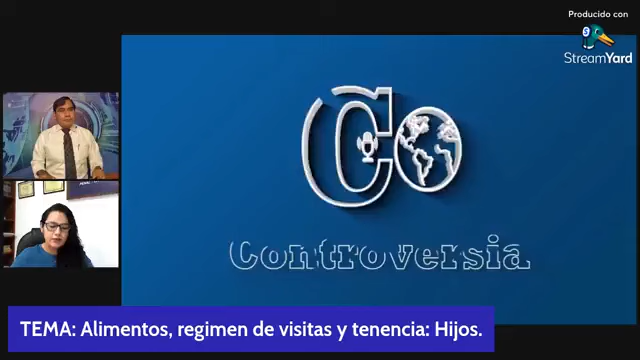 Producido con
StreamYard
Controversia
TEMA: Alimentos, regimen de visitas y tenencia: Hijos.